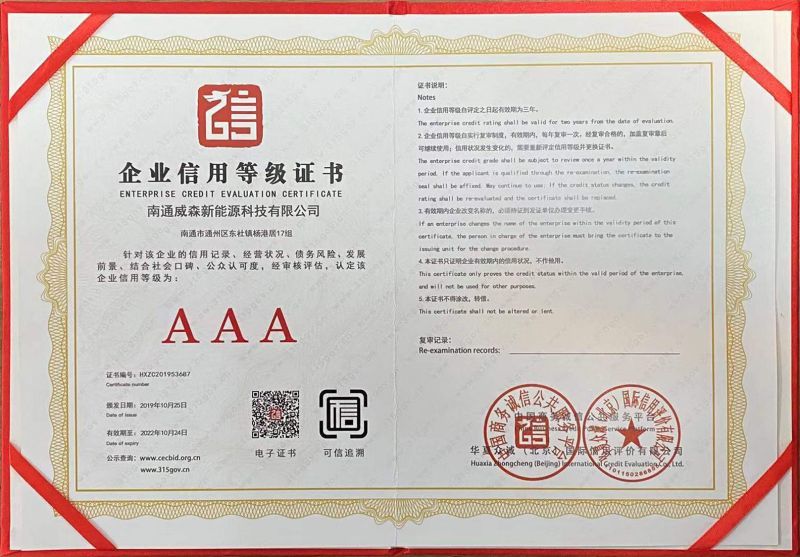 信
企业信用等级证书
ENTERPRISE CREDIT EVALUATION CERTIFICATE
南通威森新能源科技有限公司
南通市通州区东社镇杨港居17组
针对该企业的信用记录、经营状况、债务风险、发展
前景、结合社会口碑、公众认可度，经审核评估，认定该
企业信用等级为：
AAA
证书编号：HXZC201953687
Certificate number
颁发日期：2019年10月25日
Date of issue
有效期至：2022年10月24日
Date of expiry
公示查询：www.cecbid.org.cn
www.315gov.cn
电子证书
信
可信追溯
证书说明：
Notes
1. 企业信用等级自评定之日起有效期为三年。
The enterprise credit rating shall be valid for two years from the date of evaluation.
2. 企业信用等级自实行复审制度，有效期内，每年复审一次，经复审合格的，加盖复审章后
可继续使用；信用状况发生变化的，需要重新评定信用等级并更换证书。
The enterprise credit grade shall be subject to review once a year within the validity
period. If the applicant is qualified through the re-examination, the re-examination
seal shall be affixed. May continue to use; If the credit status changes, the credit
rating shall be re-evaluated and the certificate shall be replaced.
3. 有效期内企业改变名称的，必须持证到发证单位办理变更手续。
If an enterprise changes the name of the enterprise within the validity period of this
certificate, the person in charge of the enterprise must bring the certificate to the
issuing unit for the change procedure.
4. 本证书只证明企业有效期内的信用状况，不作他用。
This certificate only proves the credit status within the valid period of the enterprise,
and will not be used for other purposes.
5. 本证书不得涂改，转借。
This certificate shall not be altered or lent.
复审记录：
Re-examination records:
中国商务诚信公共服务平台
Service Platform
华夏众诚（北京）国际信用评价有限公司
Huaxia Zhongcheng (Beijing) International Credit Evaluation Co., Ltd.